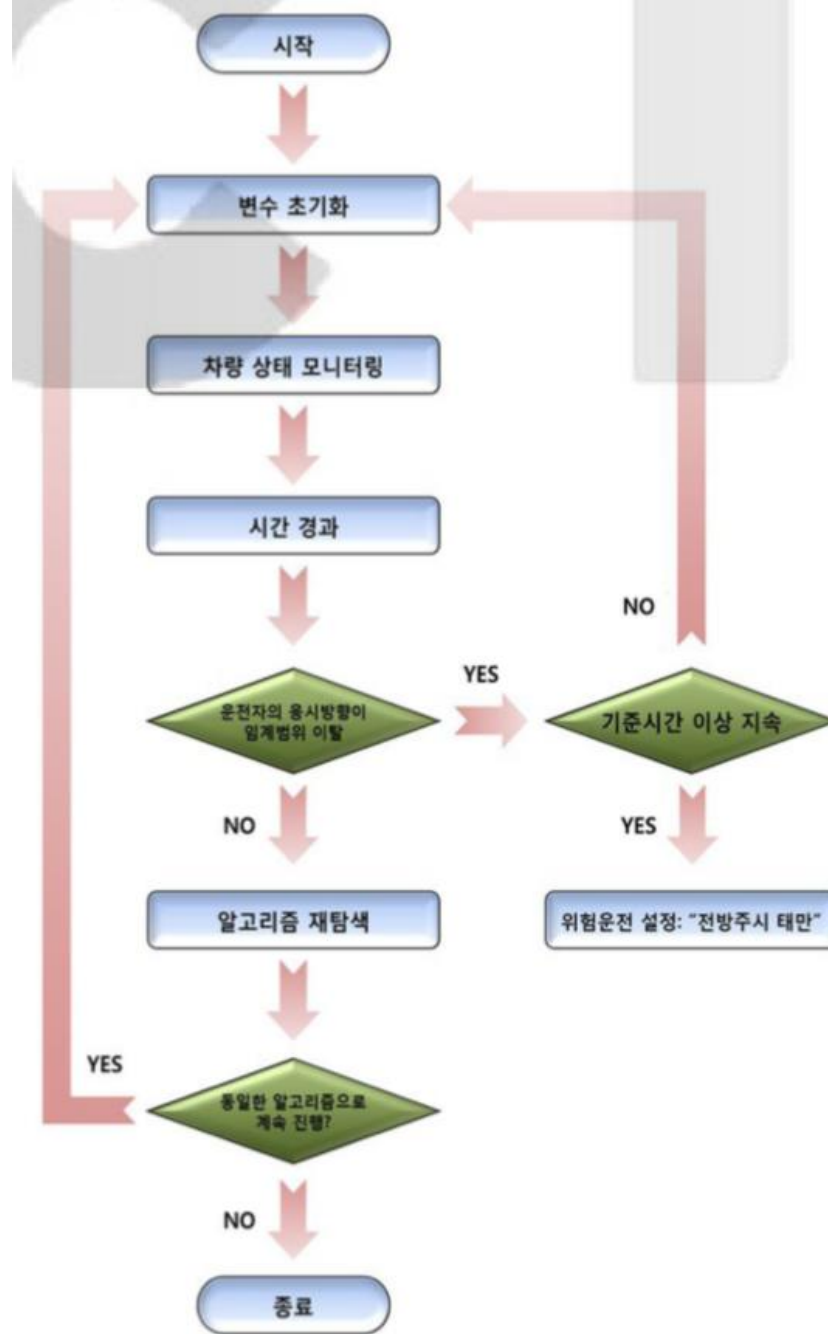 시작
변수 초기화
차량 상태 모니터링
시간 경과
NO
YES
운전자의 응시방향이
임계범위 이탈
기준시간 이상 지속
NO
YES
알고리즘 재탐색
위험운전 설정: “전방주시 태만”
YES
동일한 알고리즘으로
계속 진행?
NO
종료